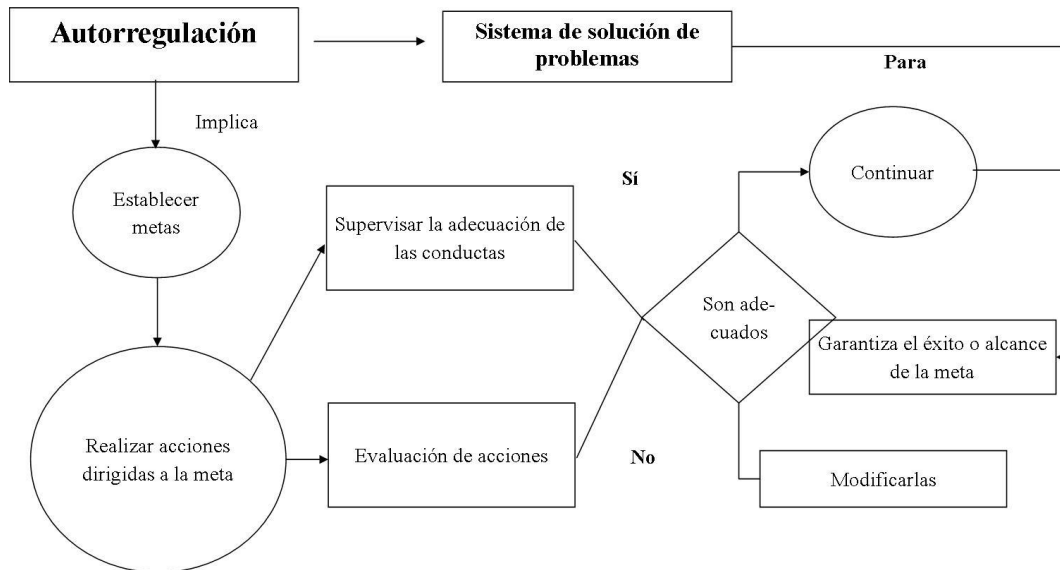 Autorregulación
Sistema de solución de
problemas
Para
Implica
Establecer
metas
Supervisar la adecuación de
las conductas
Sí
Continuar
Son ade-
cuados
Garantiza el éxito o alcance
de la meta
Realizar acciones
dirigidas a la meta
Evaluación de acciones
No
Modificarlas